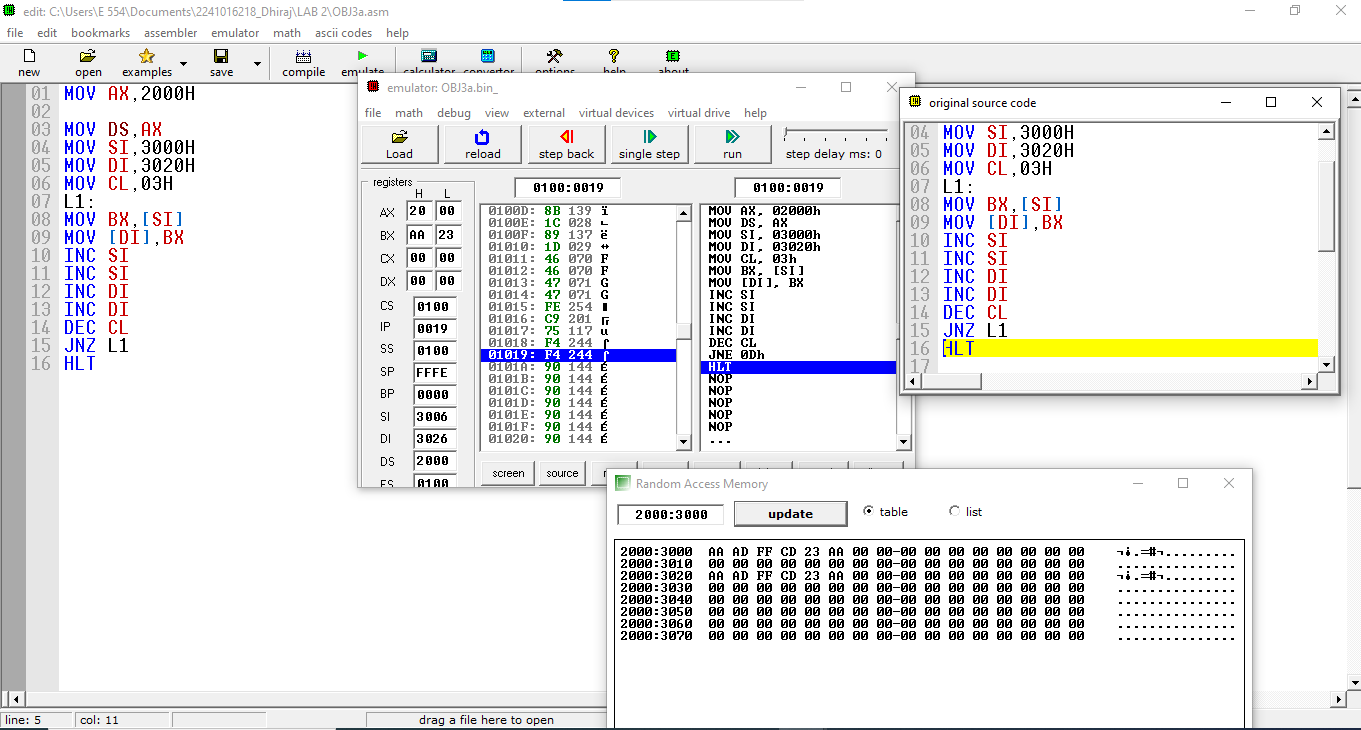 edit: C:\Users\E 554\Documents\2241016218_Dhiraj\LAB 2\OBJ3a.asm
file edit bookmarks assembler emulator math ascii codes help
new open examples save compile emulate calculator convertor options help about
01 MOV AX,2000H
02
03 MOV DS,AX
04 MOV SI,3000H
05 MOV DI,3020H
06 MOV CL,03H
07 L1:
08 MOV BX,[SI]
09 MOV [DI],BX
10 INC SI
11 INC SI
12 INC DI
13 INC DI
14 DEC CL
15 JNZ L1
16 HLT
emulator: OBJ3a.bin_
file math debug view external virtual devices virtual drive help
Load reload step back single step run step delay ms: 0
registers
H L
AX 20 00
BX AA 23
CX 00 00
DX 00 00
CS 0100
IP 0019
SS 0100
SP FFFE
BP 0000
SI 3006
DI 3026
DS 2000
ES 0100
0100:0019
0100D: 8B 139 ï
0100E: 1C 028 ∟
0100F: 89 137 ë
01010: 1D 029 ↔
01011: 46 070 F
01012: 46 070 F
01013: 47 071 G
01014: 47 071 G
01015: FE 254 ■
01016: C9 201 ╔
01017: 75 117 u
01018: F4 244 ⌠
01019: F4 244 ⌠
0101A: 90 144 É
0101B: 90 144 É
0101C: 90 144 É
0101D: 90 144 É
0101E: 90 144 É
0101F: 90 144 É
01020: 90 144 É
0100:0019
MOV AX, 02000h
MOV DS, AX
MOV SI, 03000h
MOV DI, 03020h
MOV CL, 03h
MOV BX, [SI]
MOV [DI], BX
INC SI
INC SI
INC DI
INC DI
DEC CL
JNE 0Dh
HLT
NOP
NOP
NOP
NOP
NOP
NOP
...
screen source
original source code
04 MOV SI,3000H
05 MOV DI,3020H
06 MOV CL,03H
07 L1:
08 MOV BX,[SI]
09 MOV [DI],BX
10 INC SI
11 INC SI
12 INC DI
13 INC DI
14 DEC CL
15 JNZ L1
16 HLT
17
Random Access Memory
2000:3000 update table list
2000:3000 AA AD FF CD 23 AA 00 00-00 00 00 00 00 00 00 00 ¬¡.=#¬..........
2000:3010 00 00 00 00 00 00 00 00-00 00 00 00 00 00 00 00 ................
2000:3020 AA AD FF CD 23 AA 00 00-00 00 00 00 00 00 00 00 ¬¡.=#¬..........
2000:3030 00 00 00 00 00 00 00 00-00 00 00 00 00 00 00 00 ................
2000:3040 00 00 00 00 00 00 00 00-00 00 00 00 00 00 00 00 ................
2000:3050 00 00 00 00 00 00 00 00-00 00 00 00 00 00 00 00 ................
2000:3060 00 00 00 00 00 00 00 00-00 00 00 00 00 00 00 00 ................
2000:3070 00 00 00 00 00 00 00 00-00 00 00 00 00 00 00 00 ................
line: 5 col: 11 drag a file here to open